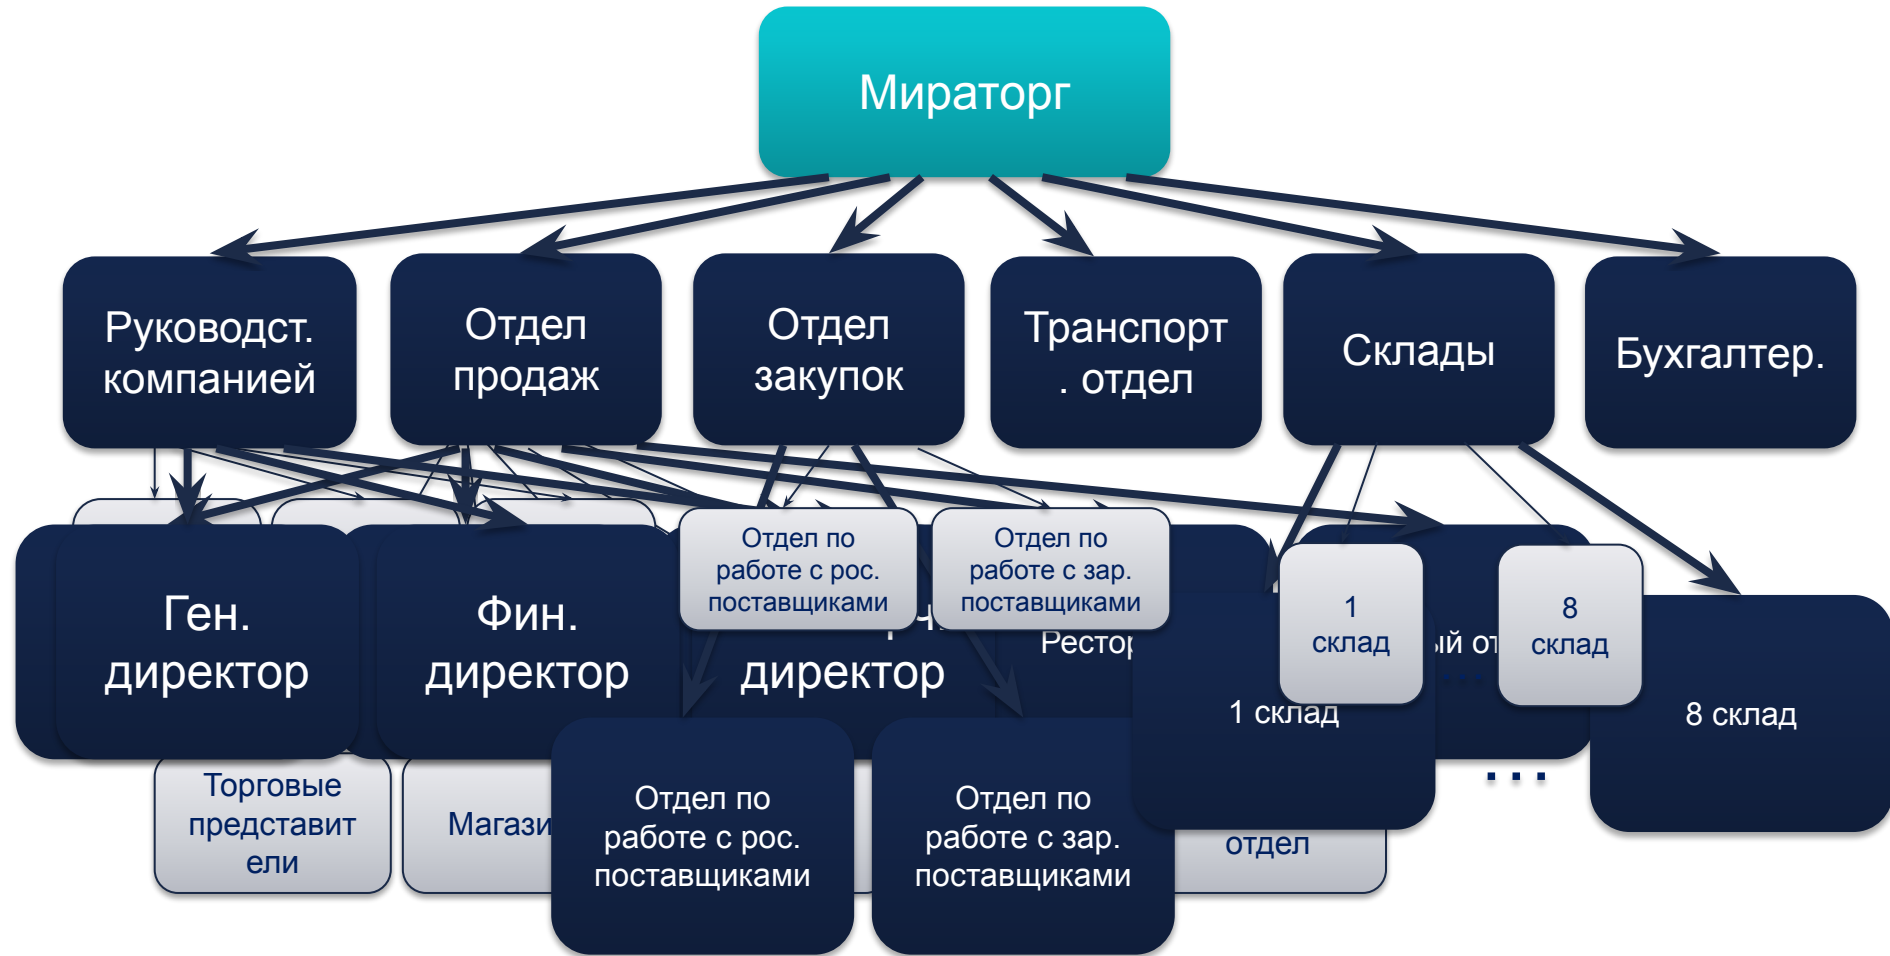 Мираторг
Руководст.
компанией
Отдел
продаж
Отдел
закупок
Транспорт
. отдел
Склады
Бухгалтер.
Ген.
директор
Фин.
директор
директор
Отдел по
работе с рос.
поставщиками
Отдел по
работе с зар.
поставщиками
1
склад
8
склад
...
1 склад
8 склад
...
Торговые
представит
ели
Отдел по
работе с рос.
поставщиками
Отдел по
работе с зар.
поставщиками
отдел